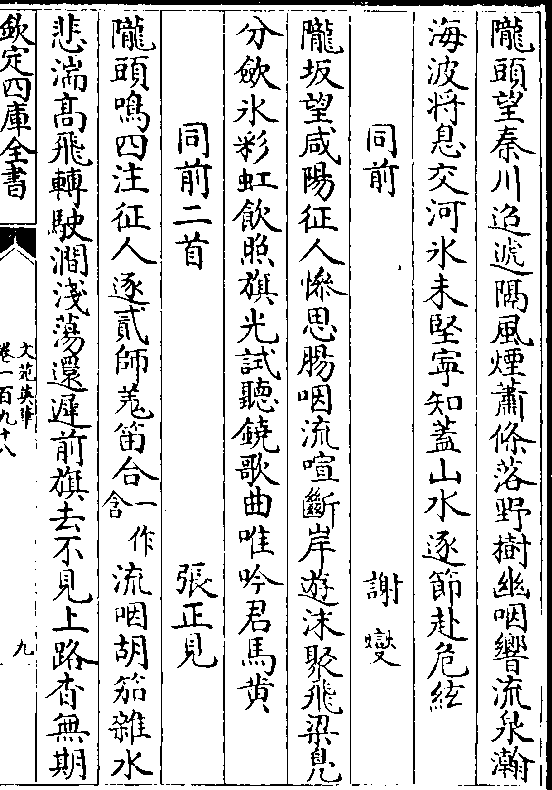 隴頭望秦川迢遞隔風煙蕭條落野樹幽咽響流泉瀚
海波將息交河氷未堅寜知蓋山水逐節赴危絃
同前 謝燮
隴坂望咸陽征人慘思腸咽流喧斷岸遊沫聚飛梁鳬
分歛氷彩虹飲照旗光試聽鐃歌曲唯吟君馬黄
同前二首 張正見
隴頭鳴四注征人逐貳師羗笛合一作含流咽胡笳雜水
悲湍髙飛轉駛澗淺蕩還遲前旗去不見上路杳無期
欽定四庫全書 文苑英華 卷一百九十八 九